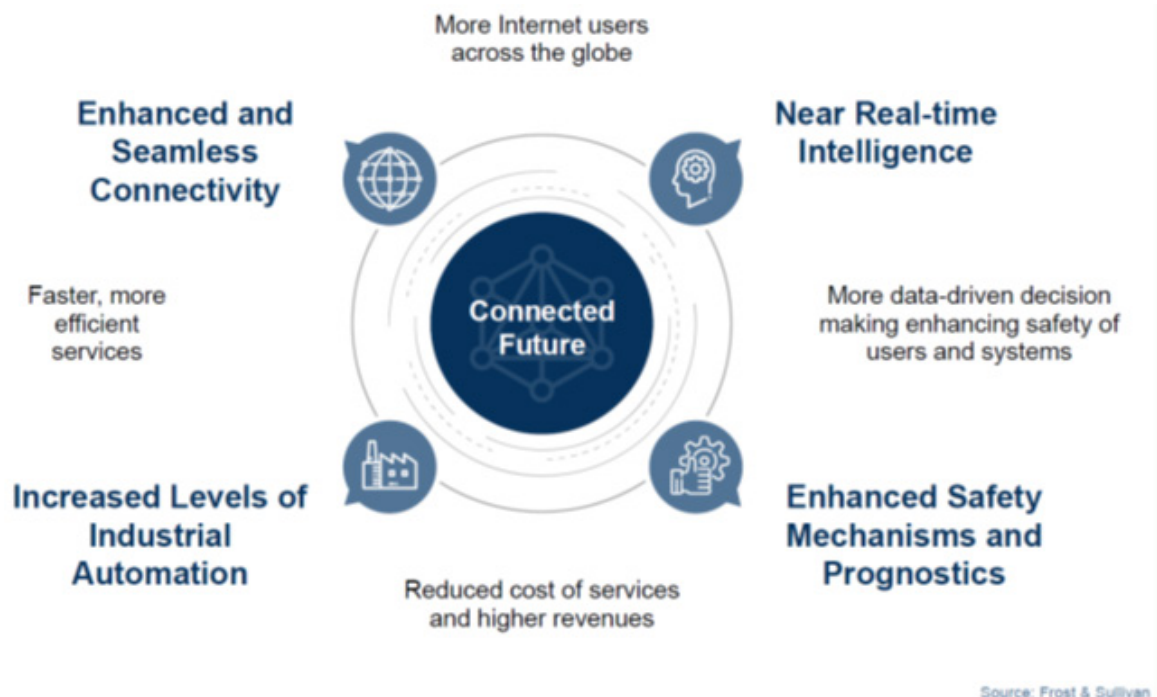 More Internet users
across the globe
Enhanced and
Seamless
Connectivity
Near Real-time
Intelligence
Faster, more
efficient
services
Connected
Future
More data-driven decision
making enhancing safety of
users and systems
Increased Levels of
Industrial
Automation
Enhanced Safety
Mechanisms and
Prognostics
Reduced cost of services
and higher revenues
Source: Frost & Sullivan